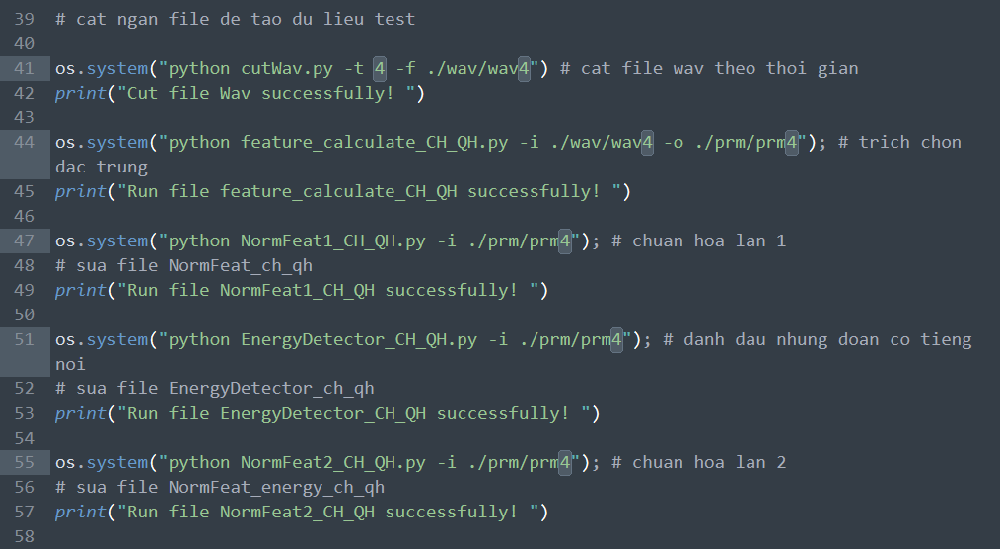 39 # cat ngan file de tao du lieu test
40
41 os.system("python cutWav.py -t 4 -f ./wav/wav4") # cat file wav theo thoi gian
42 print("Cut file Wav successfully! ")
43
44 os.system("python feature_calculate_CH_QH.py -i ./wav/wav4 -o ./prm/prm4"); # trich chon
dac trung
45 print("Run file feature_calculate_CH_QH successfully! ")
46
47 os.system("python NormFeat1_CH_QH.py -i ./prm/prm4"); # chuan hoa lan 1
48 # sua file NormFeat_ch_qh
49 print("Run file NormFeat1_CH_QH successfully! ")
50
51 os.system("python EnergyDetector_CH_QH.py -i ./prm/prm4"); # danh dau nhung doan co tieng
noi
52 # sua file EnergyDetector_ch_qh
53 print("Run file EnergyDetector_CH_QH successfully! ")
54
55 os.system("python NormFeat2_CH_QH.py -i ./prm/prm4"); # chuan hoa lan 2
56 # sua file NormFeat_energy_ch_qh
57 print("Run file NormFeat2_CH_QH successfully! ")
58